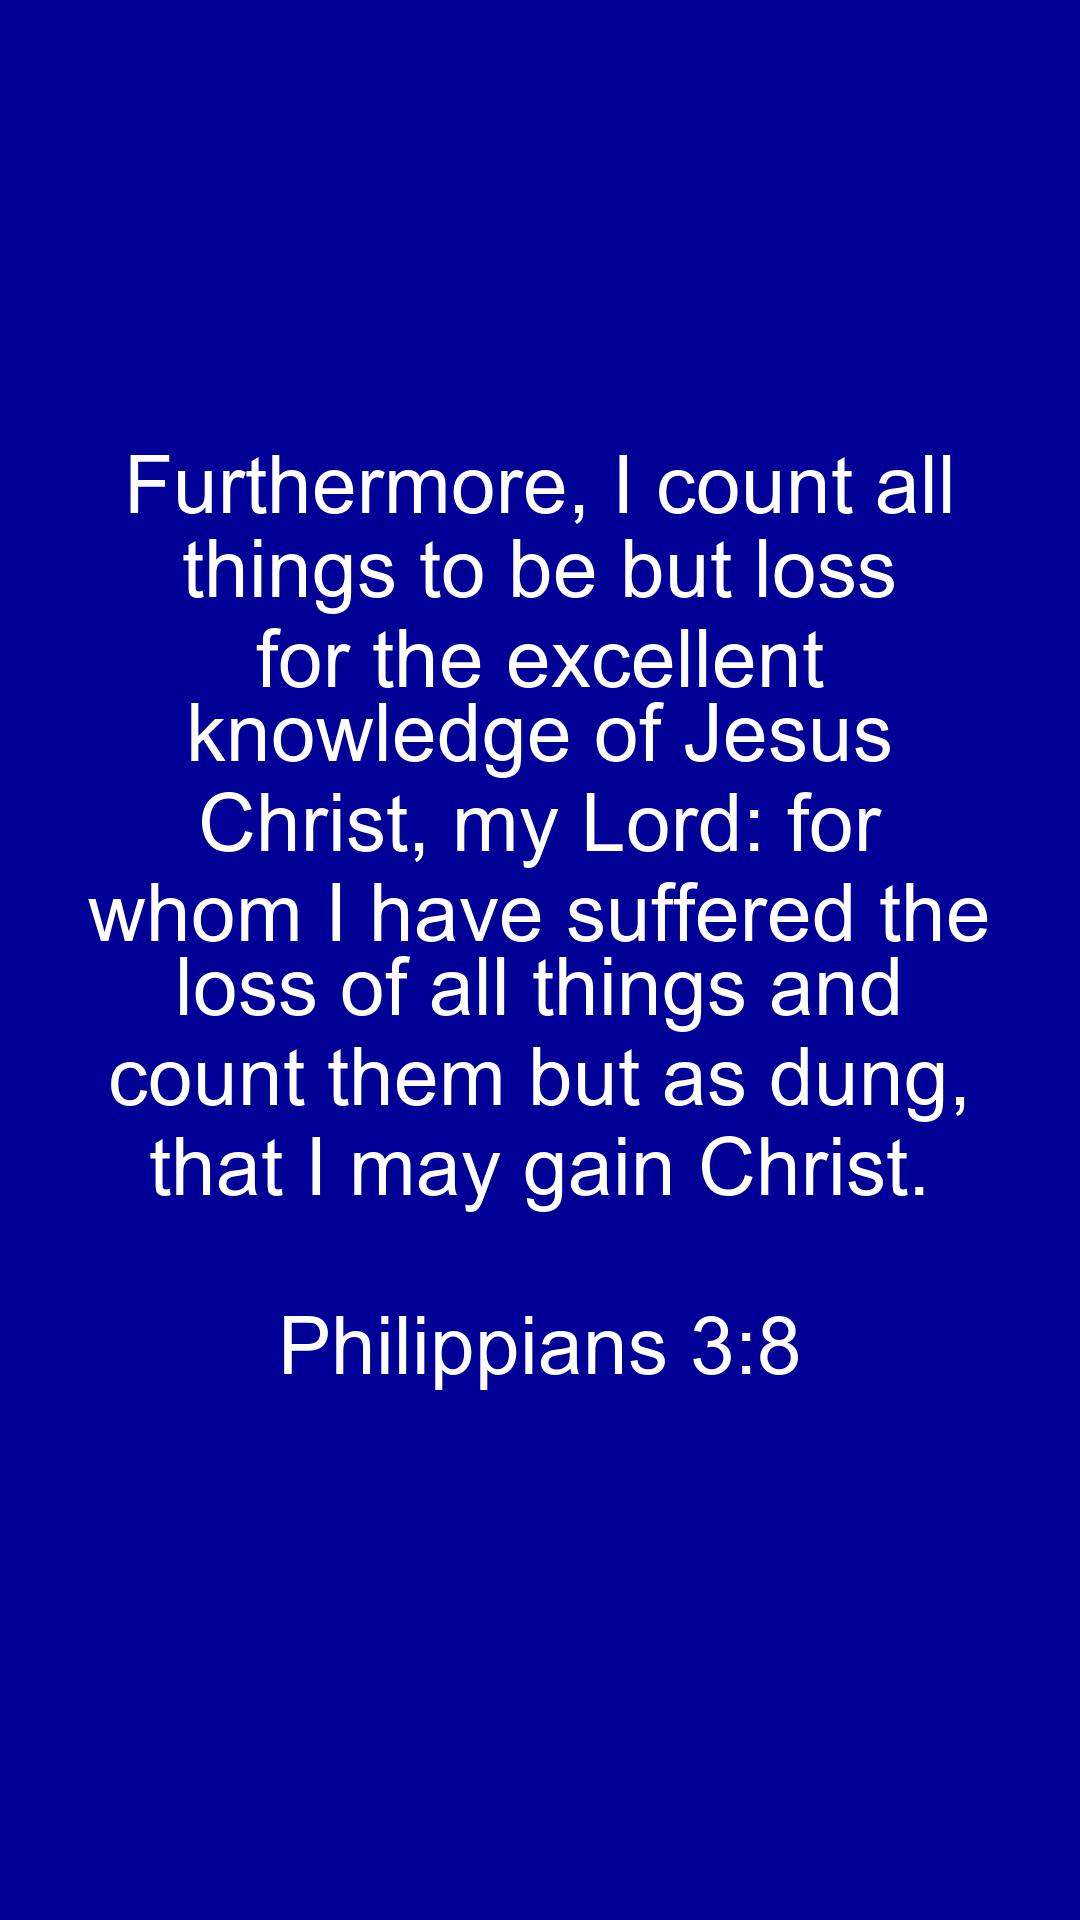 Furthermore, I count all
things to be but loss
for the excellent
knowledge of Jesus
Christ, my Lord: for
whom I have suffered the
loss of all things and
count them but as dung,
that I may gain Christ.
Philippians 3:8